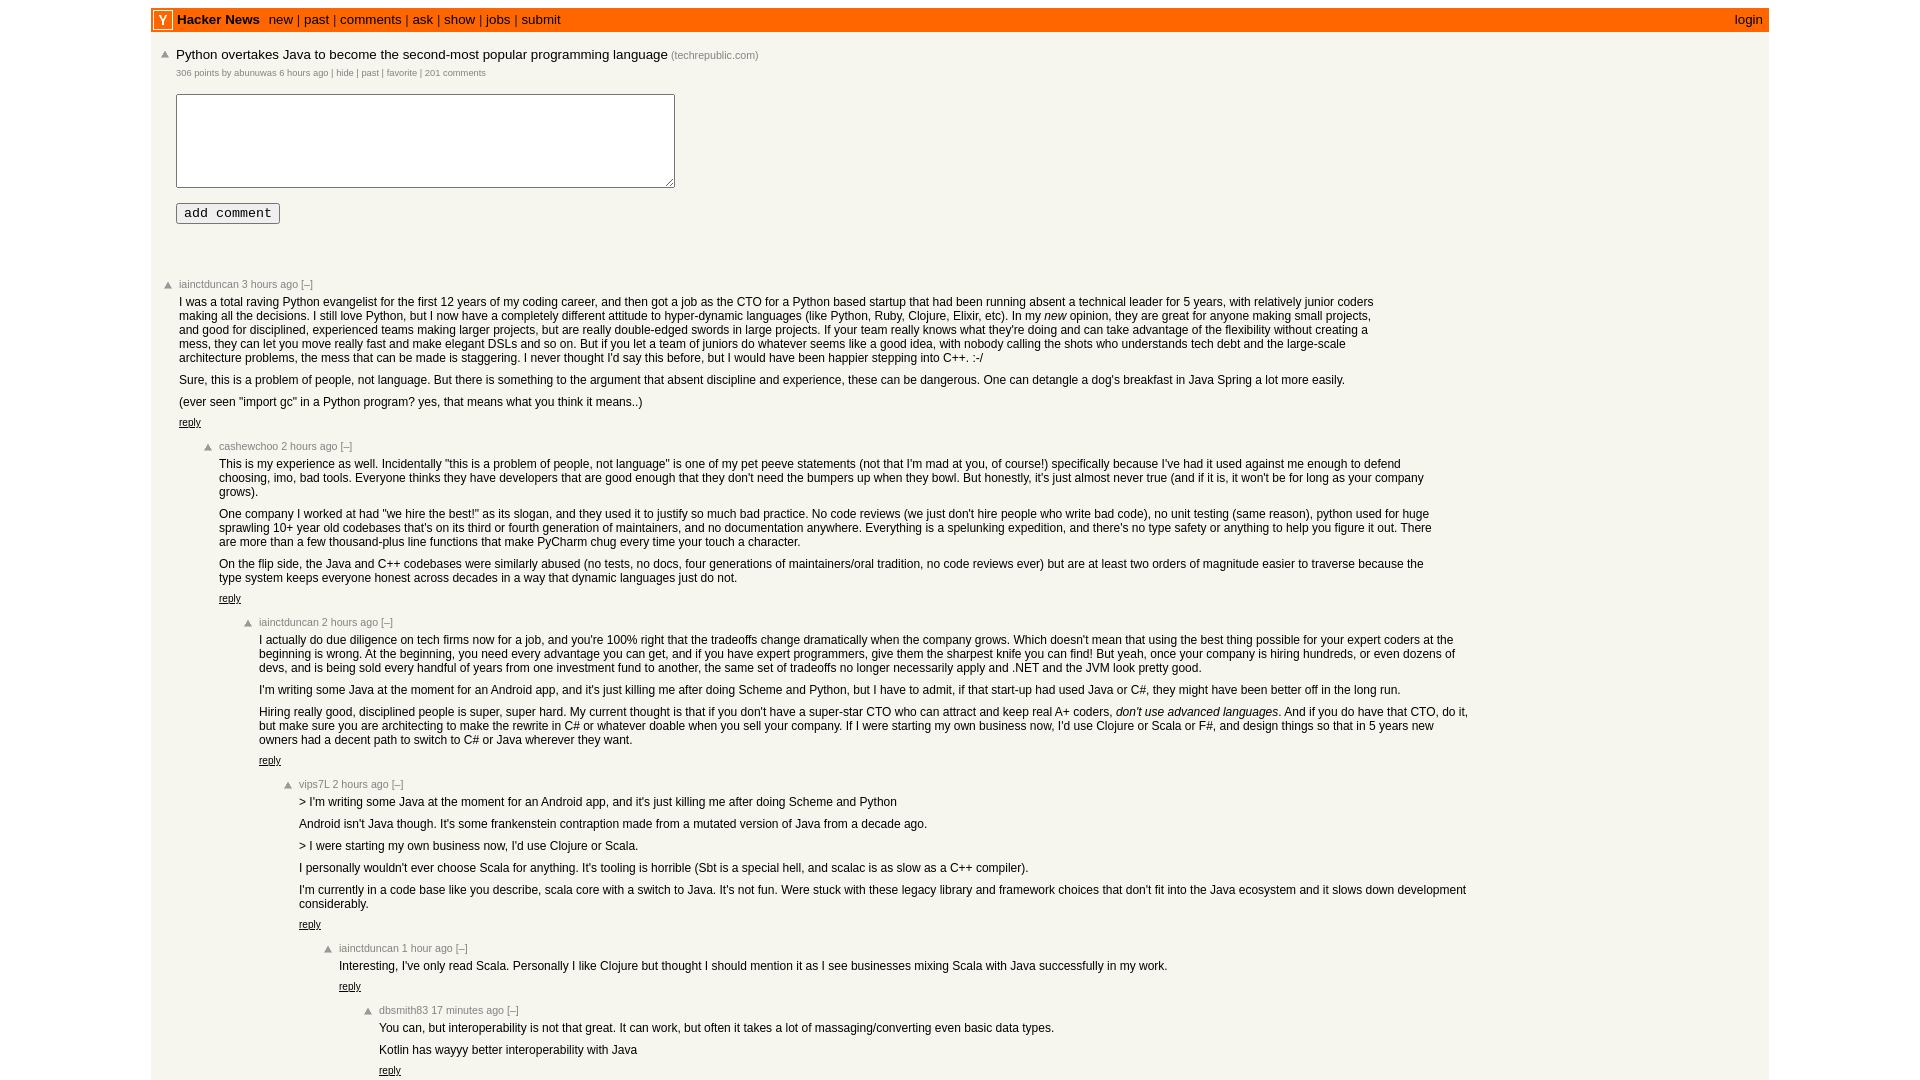 Y Hacker News new | past | comments | ask | show | jobs | submit login
Python overtakes Java to become the second-most popular programming language (techrepublic.com)
306 points by abunuwas 6 hours ago | hide | past | favorite | 201 comments
add comment
iainctduncan 3 hours ago [–]
I was a total raving Python evangelist for the first 12 years of my coding career, and then got a job as the CTO for a Python based startup that had been running absent a technical leader for 5 years, with relatively junior coders
making all the decisions. I still love Python, but I now have a completely different attitude to hyper-dynamic languages (like Python, Ruby, Clojure, Elixir, etc). In my new opinion, they are great for anyone making small projects,
and good for disciplined, experienced teams making larger projects, but are really double-edged swords in large projects. If your team really knows what they're doing and can take advantage of the flexibility without creating a
mess, they can let you move really fast and make elegant DSLs and so on. But if you let a team of juniors do whatever seems like a good idea, with nobody calling the shots who understands tech debt and the large-scale
architecture problems, the mess that can be made is staggering. I never thought I'd say this before, but I would have been happier stepping into C++. :-/
Sure, this is a problem of people, not language. But there is something to the argument that absent discipline and experience, these can be dangerous. One can detangle a dog's breakfast in Java Spring a lot more easily.
(ever seen "import gc" in a Python program? yes, that means what you think it means..)
reply
cashewchoo 2 hours ago [–]
This is my experience as well. Incidentally "this is a problem of people, not language" is one of my pet peeve statements (not that I'm mad at you, of course!) specifically because I've had it used against me enough to defend
choosing, imo, bad tools. Everyone thinks they have developers that are good enough that they don't need the bumpers up when they bowl. But honestly, it's just almost never true (and if it is, it won't be for long as your company
grows).
One company I worked at had "we hire the best!" as its slogan, and they used it to justify so much bad practice. No code reviews (we just don't hire people who write bad code), no unit testing (same reason), python used for huge
sprawling 10+ year old codebases that's on its third or fourth generation of maintainers, and no documentation anywhere. Everything is a spelunking expedition, and there's no type safety or anything to help you figure it out. There
are more than a few thousand-plus line functions that make PyCharm chug every time your touch a character.
On the flip side, the Java and C++ codebases were similarly abused (no tests, no docs, four generations of maintainers/oral tradition, no code reviews ever) but are at least two orders of magnitude easier to traverse because the
type system keeps everyone honest across decades in a way that dynamic languages just do not.
reply
iainctduncan 2 hours ago [–]
I actually do due diligence on tech firms now for a job, and you're 100% right that the tradeoffs change dramatically when the company grows. Which doesn't mean that using the best thing possible for your expert coders at the
beginning is wrong. At the beginning, you need every advantage you can get, and if you have expert programmers, give them the sharpest knife you can find! But yeah, once your company is hiring hundreds, or even dozens of
devs, and is being sold every handful of years from one investment fund to another, the same set of tradeoffs no longer necessarily apply and .NET and the JVM look pretty good.
I'm writing some Java at the moment for an Android app, and it's just killing me after doing Scheme and Python, but I have to admit, if that start-up had used Java or C#, they might have been better off in the long run.
Hiring really good, disciplined people is super, super hard. My current thought is that if you don't have a super-star CTO who can attract and keep real A+ coders, don't use advanced languages. And if you do have that CTO, do it,
but make sure you are architecting to make the rewrite in C# or whatever doable when you sell your company. If I were starting my own business now, I'd use Clojure or Scala or F#, and design things so that in 5 years new
owners had a decent path to switch to C# or Java wherever they want.
reply
vips7L 2 hours ago [–]
> I'm writing some Java at the moment for an Android app, and it's just killing me after doing Scheme and Python
Android isn't Java though. It's some frankenstein contraption made from a mutated version of Java from a decade ago.
> I were starting my own business now, I'd use Clojure or Scala.
I personally wouldn't ever choose Scala for anything. It's tooling is horrible (Sbt is a special hell, and scalac is as slow as a C++ compiler).
I'm currently in a code base like you describe, scala core with a switch to Java. It's not fun. Were stuck with these legacy library and framework choices that don't fit into the Java ecosystem and it slows down development
considerably.
reply
iainctduncan 1 hour ago [–]
Interesting, I've only read Scala. Personally I like Clojure but thought I should mention it as I see businesses mixing Scala with Java successfully in my work.
reply
dbsmith83 17 minutes ago [–]
You can, but interoperability is not that great. It can work, but often it takes a lot of massaging/converting even basic data types.
Kotlin has wayyy better interoperability with Java
reply